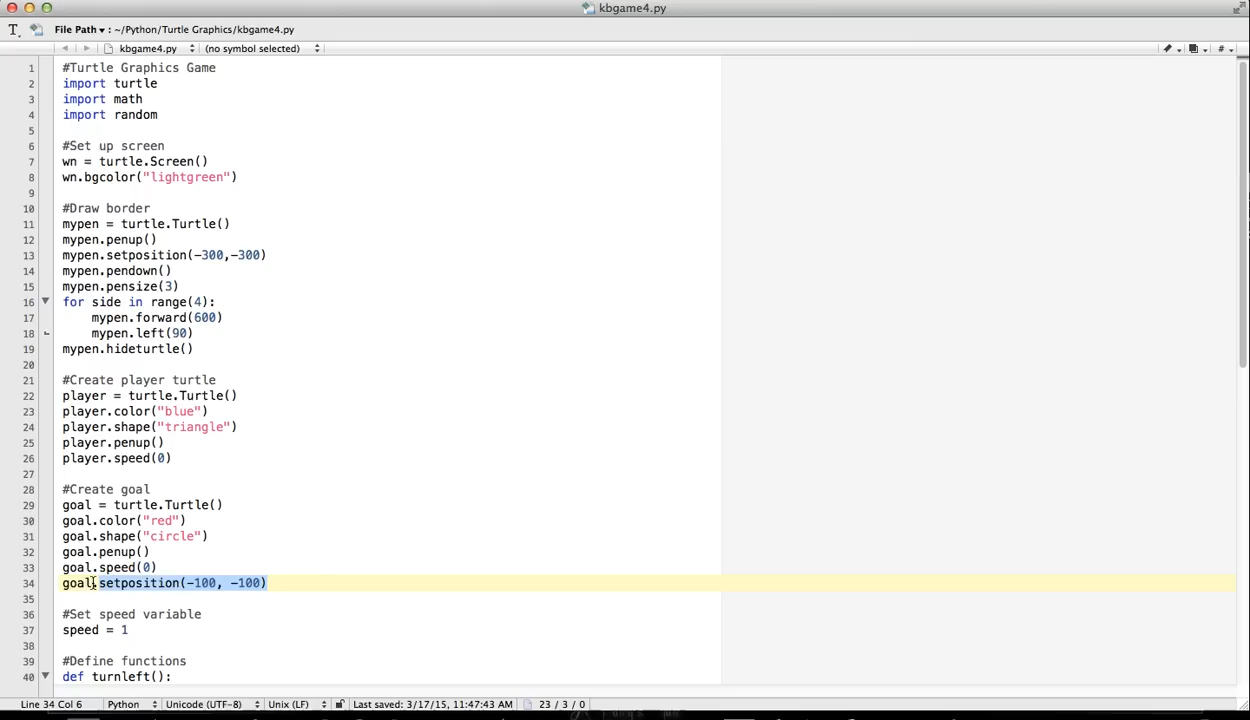 kbgame4.py
File Path ▾ : ~/Python/Turtle Graphics/kbgame4.py
kbgame4.py (no symbol selected) #
1 #Turtle Graphics Game
2 import turtle
3 import math
4 import random
5
6 #Set up screen
7 wn = turtle.Screen()
8 wn.bgcolor("lightgreen")
9
10 #Draw border
11 mypen = turtle.Turtle()
12 mypen.penup()
13 mypen.setposition(-300,-300)
14 mypen.pendown()
15 mypen.pensize(3)
16 for side in range(4):
17     mypen.forward(600)
18     mypen.left(90)
19 mypen.hideturtle()
20
21 #Create player turtle
22 player = turtle.Turtle()
23 player.color("blue")
24 player.shape("triangle")
25 player.penup()
26 player.speed(0)
27
28 #Create goal
29 goal = turtle.Turtle()
30 goal.color("red")
31 goal.shape("circle")
32 goal.penup()
33 goal.speed(0)
34 goal.setposition(-100, -100)
35
36 #Set speed variable
37 speed = 1
38
39 #Define functions
40 def turnleft():
Line 34 Col 6 Python Unicode (UTF-8) Unix (LF) Last saved: 3/17/15, 11:47:43 AM 23 / 3 / 0